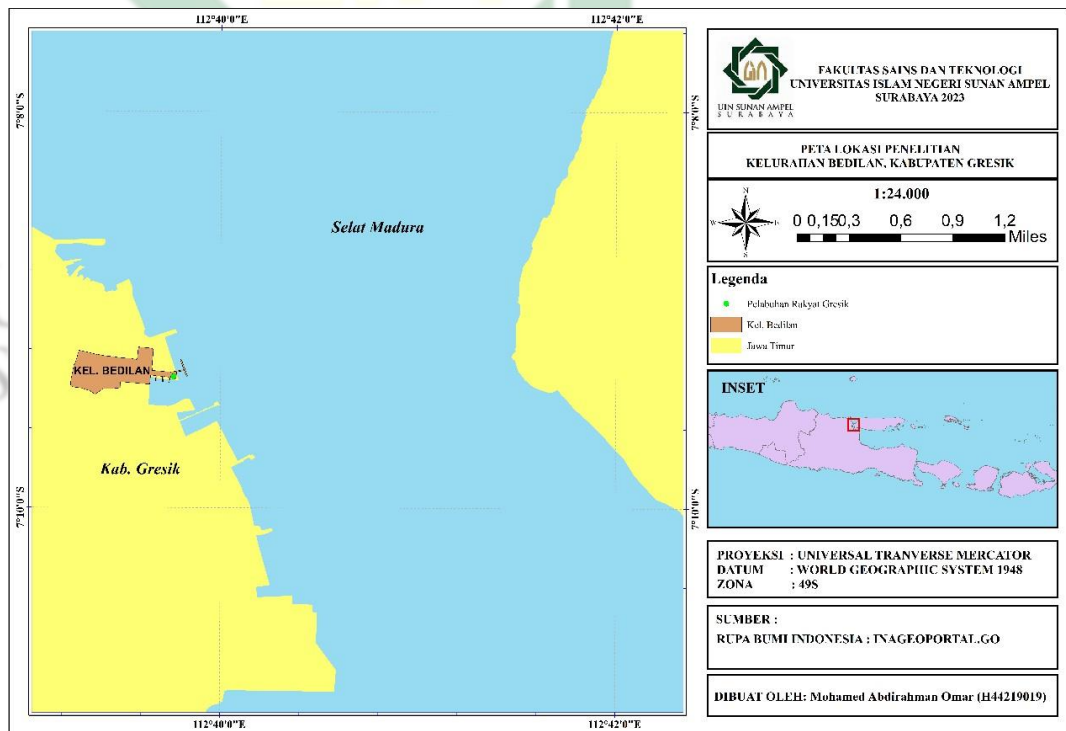 112°40'0"E
112°42'0"E
7°8'0"S
7°8'0"S
Selat Madura
KEL. BEDILAN
Kab. Gresik
7°10'0"S
7°10'0"S
112°40'0"E
112°42'0"E
UIN SUNAN AMPEL
SURABAYA
FAKULTAS SAINS DAN TEKNOLOGI
UNIVERSITAS ISLAM NEGERI SUNAN AMPEL
SURABAYA 2023
PETA LOKASI PENELITIAN
KELURAHAN BEDILAN, KABUPATEN GRESIK
N
W
E
S
1:24.000
0 0,15 0,3 0,6 0,9 1,2
Miles
Legenda
Pelabuhan Rukyat Gresik
Kel. Bedilan
Jawa Timur
INSET
PROYEKSI : UNIVERSAL TRANVERSE MERCATOR
DATUM : WORLD GEOGRAPHIC SYSTEM 1948
ZONA : 49S
SUMBER :
RUPA BUMI INDONESIA : INAGEOPORTAL.GO
DIBUAT OLEH: Mohamed Abdirahman Omar (H44219019)